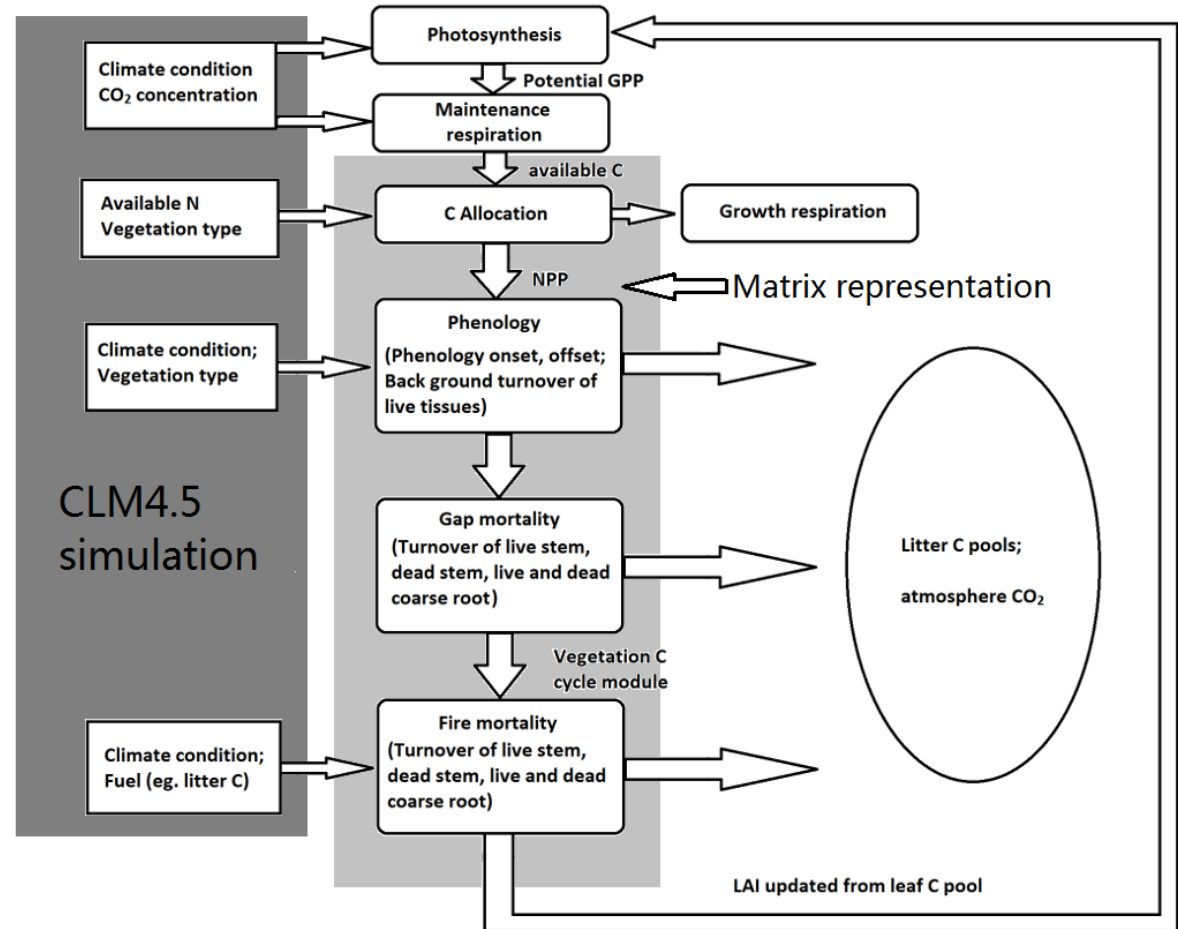 Photosynthesis
Climate condition
CO₂ concentration
Potential GPP
Maintenance
respiration
available C
Available N
Vegetation type
C Allocation
Growth respiration
NPP
Matrix representation
Climate condition;
Vegetation type
Phenology
(Phenology onset, offset;
Back ground turnover of
live tissues)
CLM4.5
simulation
Gap mortality
(Turnover of live stem,
dead stem, live and dead
coarse root)
Litter C pools;
atmosphere CO₂
Vegetation C
cycle module
Climate condition;
Fuel (eg. litter C)
Fire mortality
(Turnover of live stem,
dead stem, live and dead
coarse root)
LAI updated from leaf C pool